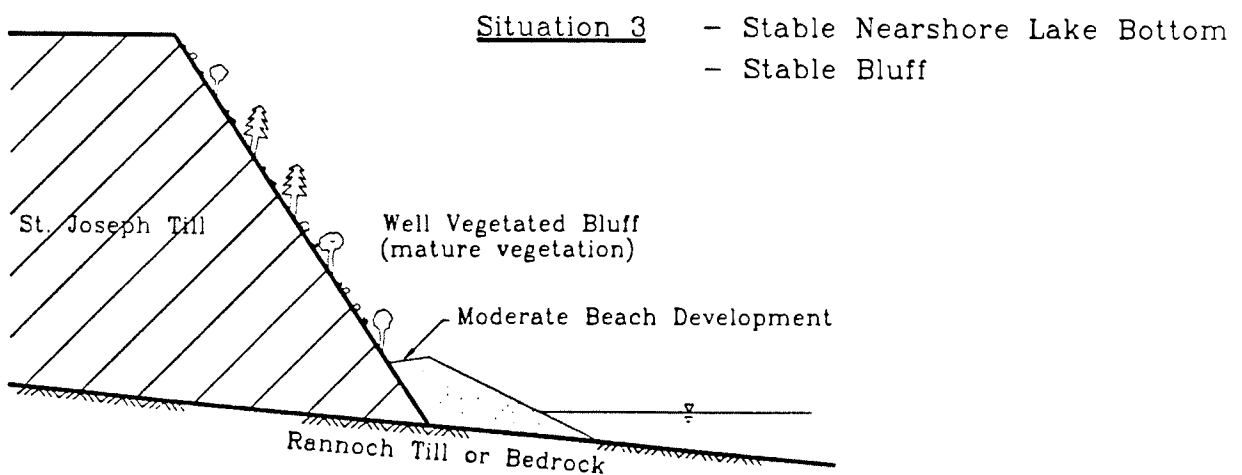 Situation 3 - Stable Nearshore Lake Bottom
- Stable Bluff
St. Joseph Till
Well Vegetated Bluff
(mature vegetation)
Moderate Beach Development
Rannoch Till or Bedrock